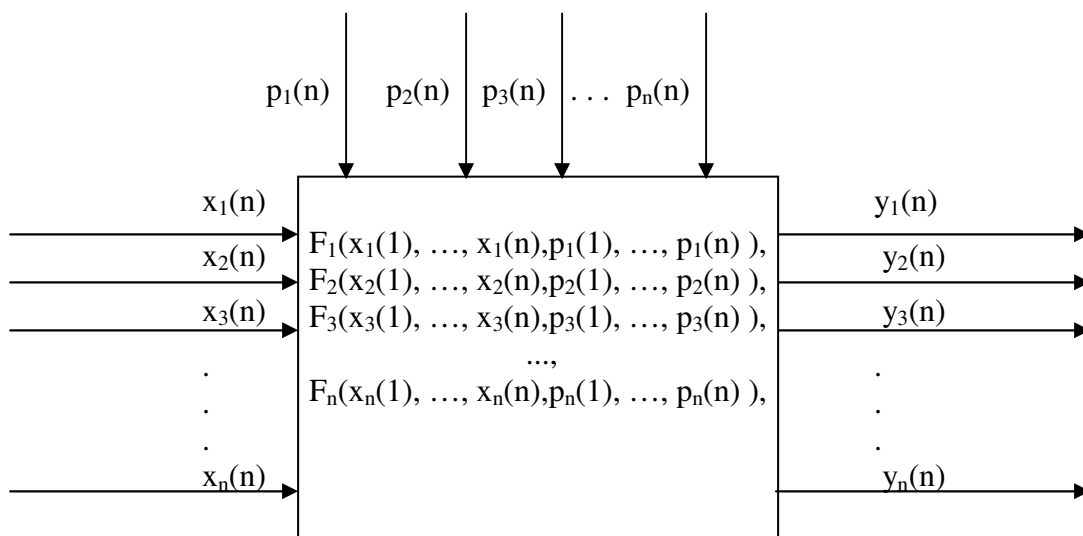 p₁(n) p₂(n) p₃(n) . . . pₙ(n)
x₁(n)
x₂(n)
x₃(n)
.
.
.
xₙ(n)
F₁(x₁(1), …, x₁(n),p₁(1), …, p₁(n) ),
F₂(x₂(1), …, x₂(n),p₂(1), …, p₂(n) ),
F₃(x₃(1), …, x₃(n),p₃(1), …, p₃(n) ),
...,
Fₙ(xₙ(1), …, xₙ(n),pₙ(1), …, pₙ(n) ),
y₁(n)
y₂(n)
y₃(n)
.
.
.
yₙ(n)